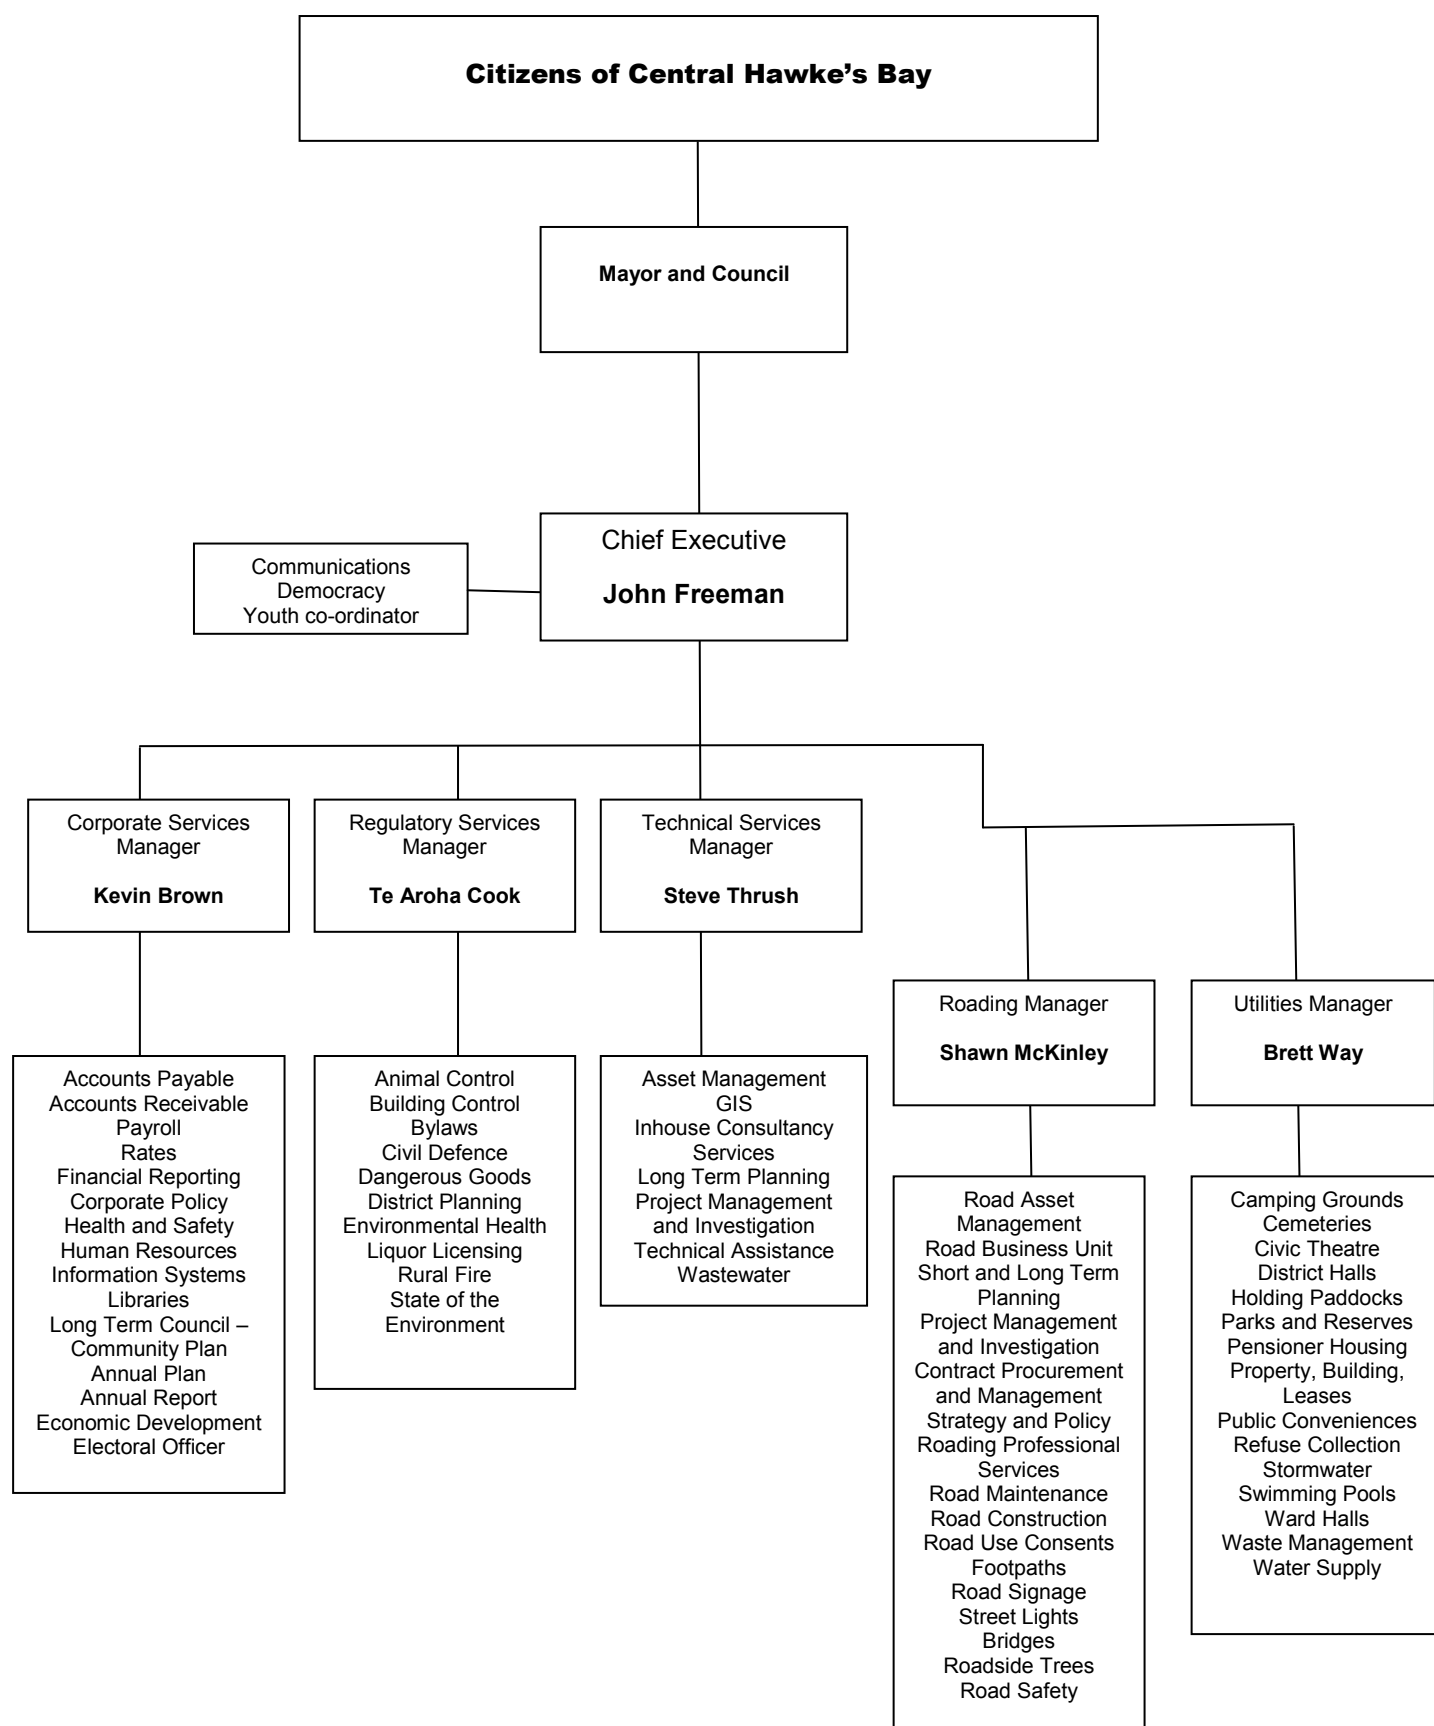 Citizens of Central Hawke’s Bay
Mayor and Council
Chief Executive
John Freeman
Communications
Democracy
Youth co-ordinator
Corporate Services
Manager
Kevin Brown
Regulatory Services
Manager
Te Aroha Cook
Technical Services
Manager
Steve Thrush
Roading Manager
Shawn McKinley
Utilities Manager
Brett Way
Accounts Payable
Accounts Receivable
Payroll
Rates
Financial Reporting
Corporate Policy
Health and Safety
Human Resources
Information Systems
Libraries
Long Term Council –
Community Plan
Annual Plan
Annual Report
Economic Development
Electoral Officer
Animal Control
Building Control
Bylaws
Civil Defence
Dangerous Goods
District Planning
Environmental Health
Liquor Licensing
Rural Fire
State of the
Environment
Asset Management
GIS
Inhouse Consultancy
Services
Long Term Planning
Project Management
and Investigation
Technical Assistance
Wastewater
Road Asset
Management
Road Business Unit
Short and Long Term
Planning
Project Management
and Investigation
Contract Procurement
and Management
Strategy and Policy
Roading Professional
Services
Road Maintenance
Road Construction
Road Use Consents
Footpaths
Road Signage
Street Lights
Bridges
Roadside Trees
Road Safety
Camping Grounds
Cemeteries
Civic Theatre
District Halls
Holding Paddocks
Parks and Reserves
Pensioner Housing
Property, Building,
Leases
Public Conveniences
Refuse Collection
Stormwater
Swimming Pools
Ward Halls
Waste Management
Water Supply